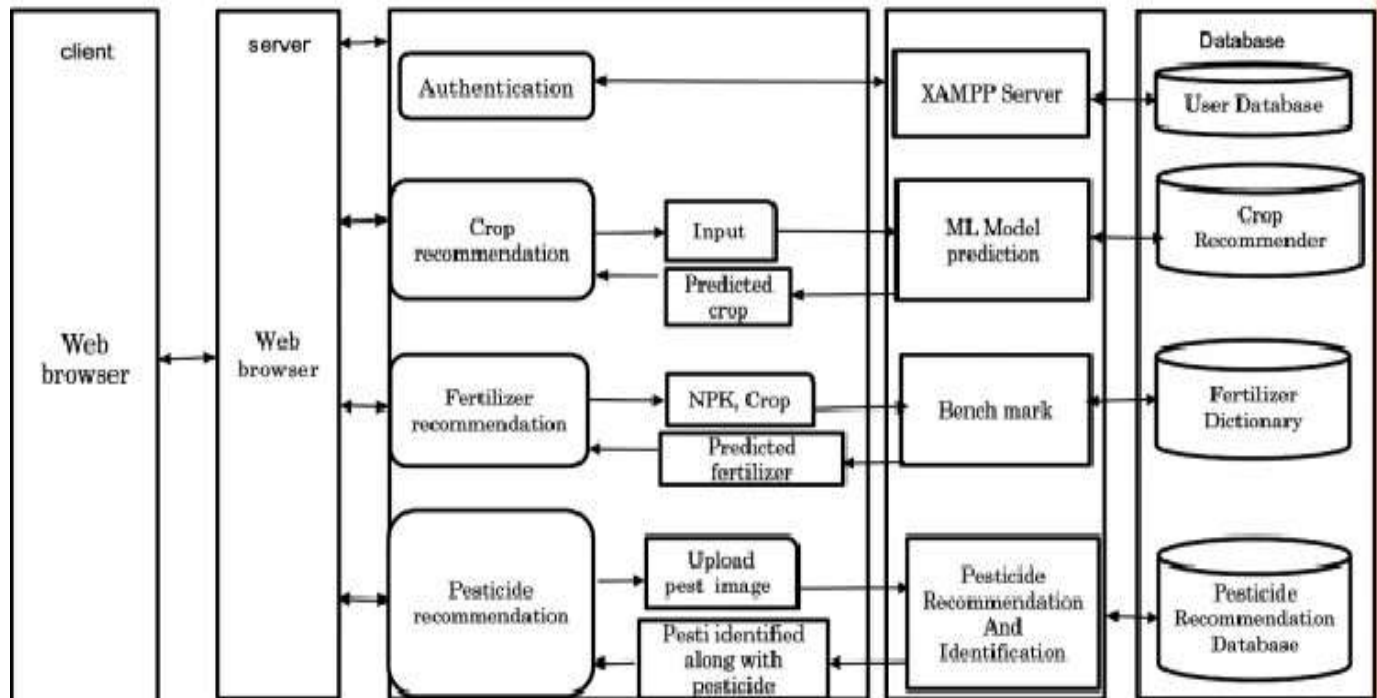 client
Web
browser
server
Web
browser
Authentication
Crop
recommendation
Input
Predicted
crop
Fertilizer
recommendation
NPK, Crop
Predicted
fertilizer
Pesticide
recommendation
Upload
pest image
Pesti identified
along with
pesticide
XAMPP Server
ML Model
prediction
Bench mark
Pesticide
Recommendation
And
Identification
Database
User Database
Crop
Recommender
Fertilizer
Dictionary
Pesticide
Recommendation
Database